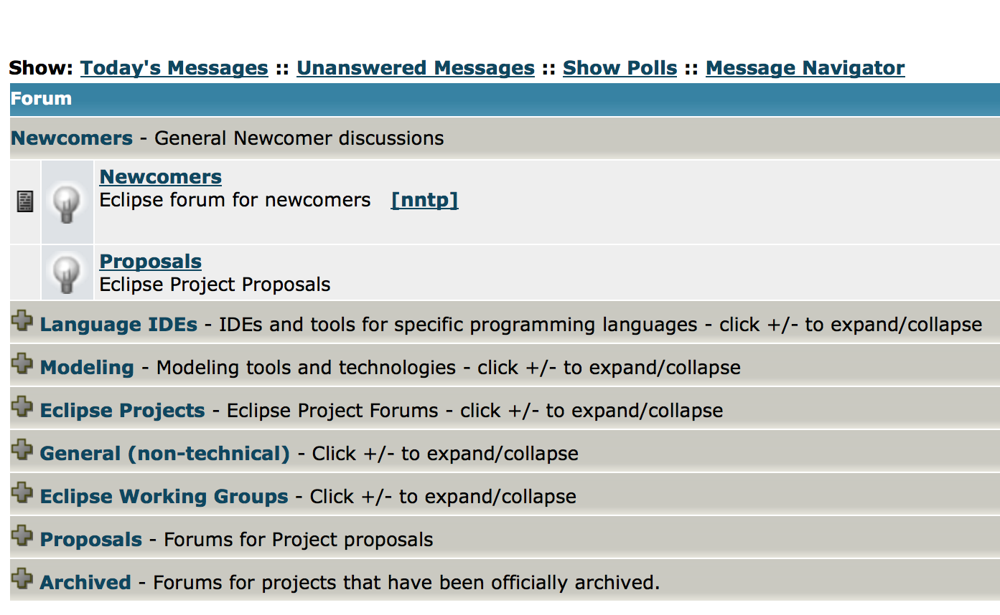 Show: Today's Messages :: Unanswered Messages :: Show Polls :: Message Navigator
Forum
Newcomers - General Newcomer discussions
Newcomers
Eclipse forum for newcomers [nntp]
Proposals
Eclipse Project Proposals
Language IDEs - IDEs and tools for specific programming languages - click +/- to expand/collapse
Modeling - Modeling tools and technologies - click +/- to expand/collapse
Eclipse Projects - Eclipse Project Forums - click +/- to expand/collapse
General (non-technical) - Click +/- to expand/collapse
Eclipse Working Groups - Click +/- to expand/collapse
Proposals - Forums for Project proposals
Archived - Forums for projects that have been officially archived.